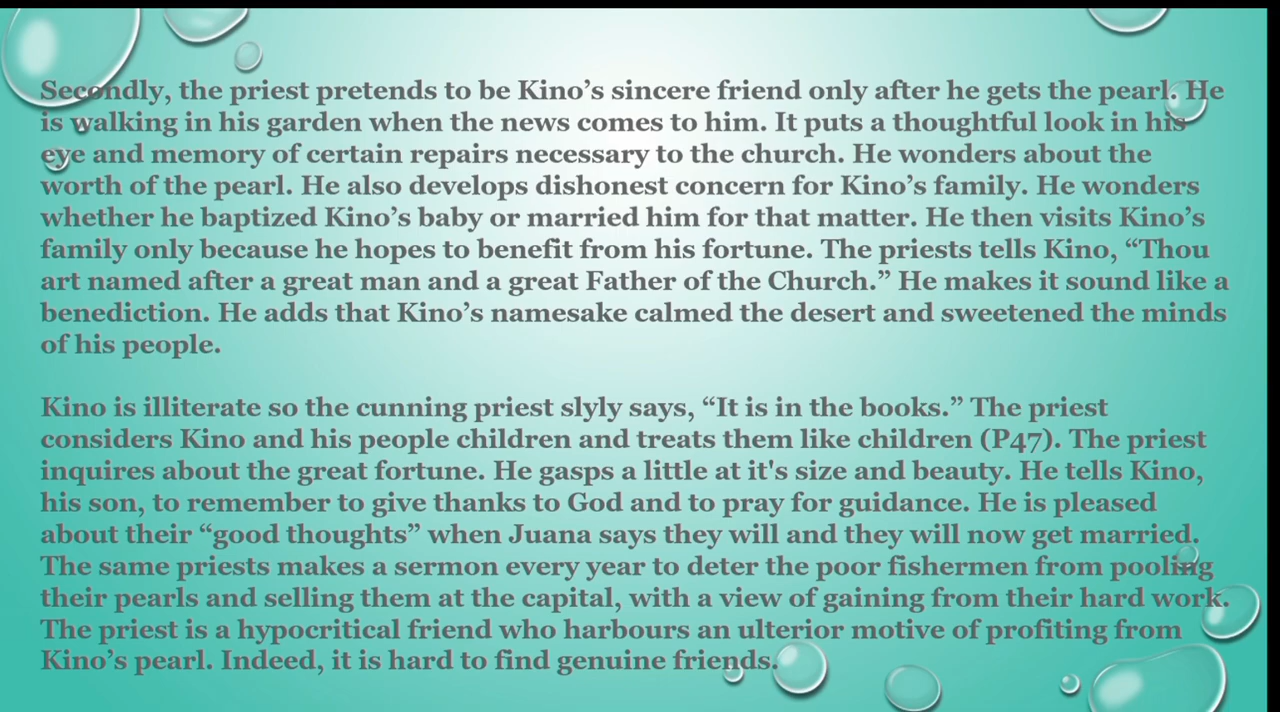 Secondly, the priest pretends to be Kino’s sincere friend only after he gets the pearl. He
is walking in his garden when the news comes to him. It puts a thoughtful look in his
eye and memory of certain repairs necessary to the church. He wonders about the
worth of the pearl. He also develops dishonest concern for Kino’s family. He wonders
whether he baptized Kino’s baby or married him for that matter. He then visits Kino’s
family only because he hopes to benefit from his fortune. The priests tells Kino, “Thou
art named after a great man and a great Father of the Church.” He makes it sound like a
benediction. He adds that Kino’s namesake calmed the desert and sweetened the minds
of his people.
Kino is illiterate so the cunning priest slyly says, “It is in the books.” The priest
considers Kino and his people children and treats them like children (P47). The priest
inquires about the great fortune. He gasps a little at it's size and beauty. He tells Kino,
his son, to remember to give thanks to God and to pray for guidance. He is pleased
about their “good thoughts” when Juana says they will and they will now get married.
The same priests makes a sermon every year to deter the poor fishermen from pooling
their pearls and selling them at the capital, with a view of gaining from their hard work.
The priest is a hypocritical friend who harbours an ulterior motive of profiting from
Kino’s pearl. Indeed, it is hard to find genuine friends.